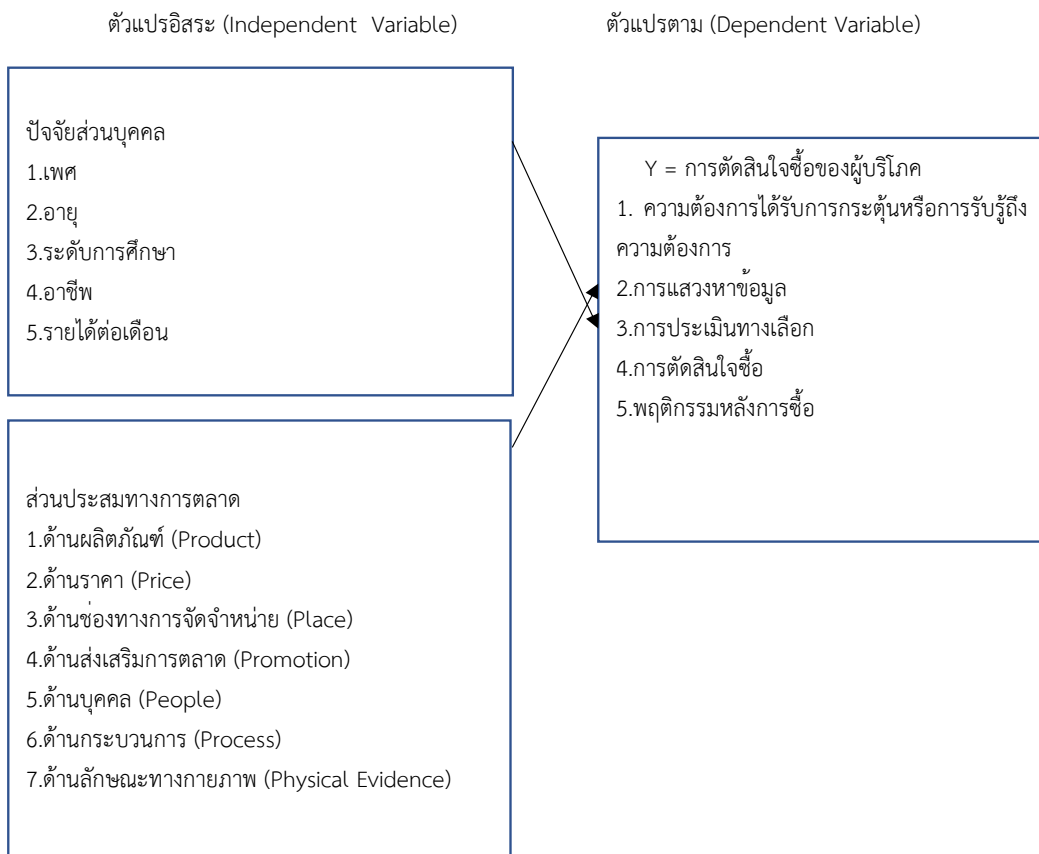 ตัวแปรอิสระ (Independent Variable)
ตัวแปรตาม (Dependent Variable)
ปัจจัยส่วนบุคคล
1.เพศ
2.อายุ
3.ระดับการศึกษา
4.อาชีพ
5.รายได้ต่อเดือน
Y = การตัดสินใจซื้อของผู้บริโภค
1. ความต้องการได้รับการกระตุ้นหรือการรับรู้ถึง
ความต้องการ
2.การแสวงหาข้อมูล
3.การประเมินทางเลือก
4.การตัดสินใจซื้อ
5.พฤติกรรมหลังการซื้อ
ส่วนประสมทางการตลาด
1.ด้านผลิตภัณฑ์ (Product)
2.ด้านราคา (Price)
3.ด้านช่องทางการจัดจำหน่าย (Place)
4.ด้านส่งเสริมการตลาด (Promotion)
5.ด้านบุคคล (People)
6.ด้านกระบวนการ (Process)
7.ด้านลักษณะทางกายภาพ (Physical Evidence)